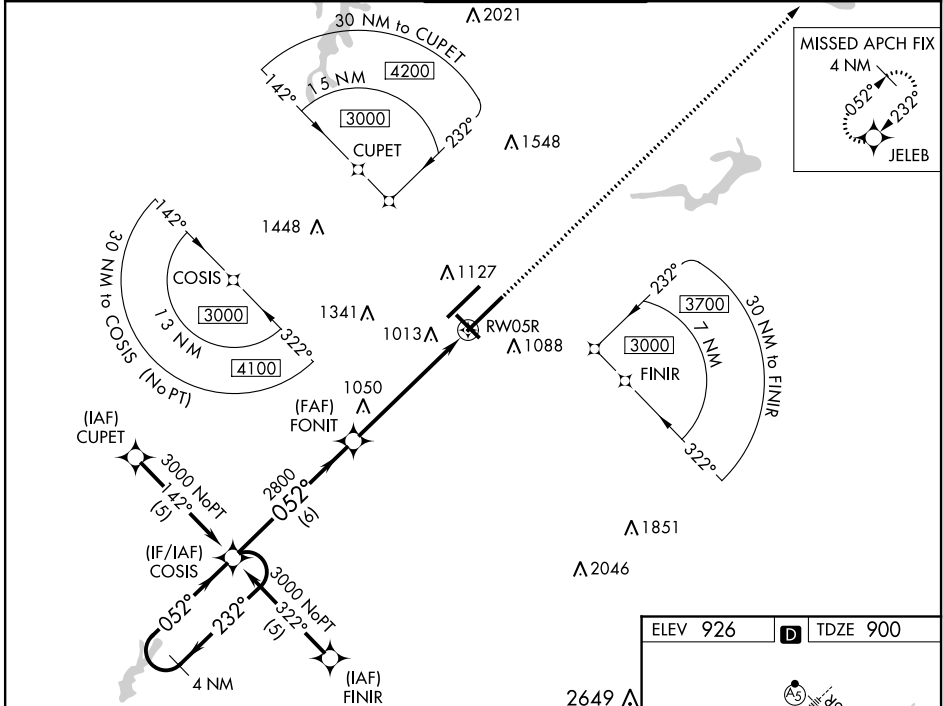 2021
30 NM to CUPET
4200
15 NM
142°
3000
232°
CUPET
1548
MISSED APCH FIX
4 NM
052°
232°
JELEB
142°
1448
COSIS
30 NM to COSIS (NoPT)
3000
13 NM
322°
4100
1127
1341
1013
RW05R
1088
232°
3700
30 NM to FINIR
3000
7 NM
FINIR
322°
1050
(FAF)
FONIT
(IAF)
CUPET
3000 NoPT
142°
(5)
2800
052°
(6)
1851
2046
(IF/IAF)
COSIS
3000 NoPT
322°
(5)
052°
232°
4 NM
(IAF)
FINIR
ELEV 926
D
TDZE 900
2649
A5